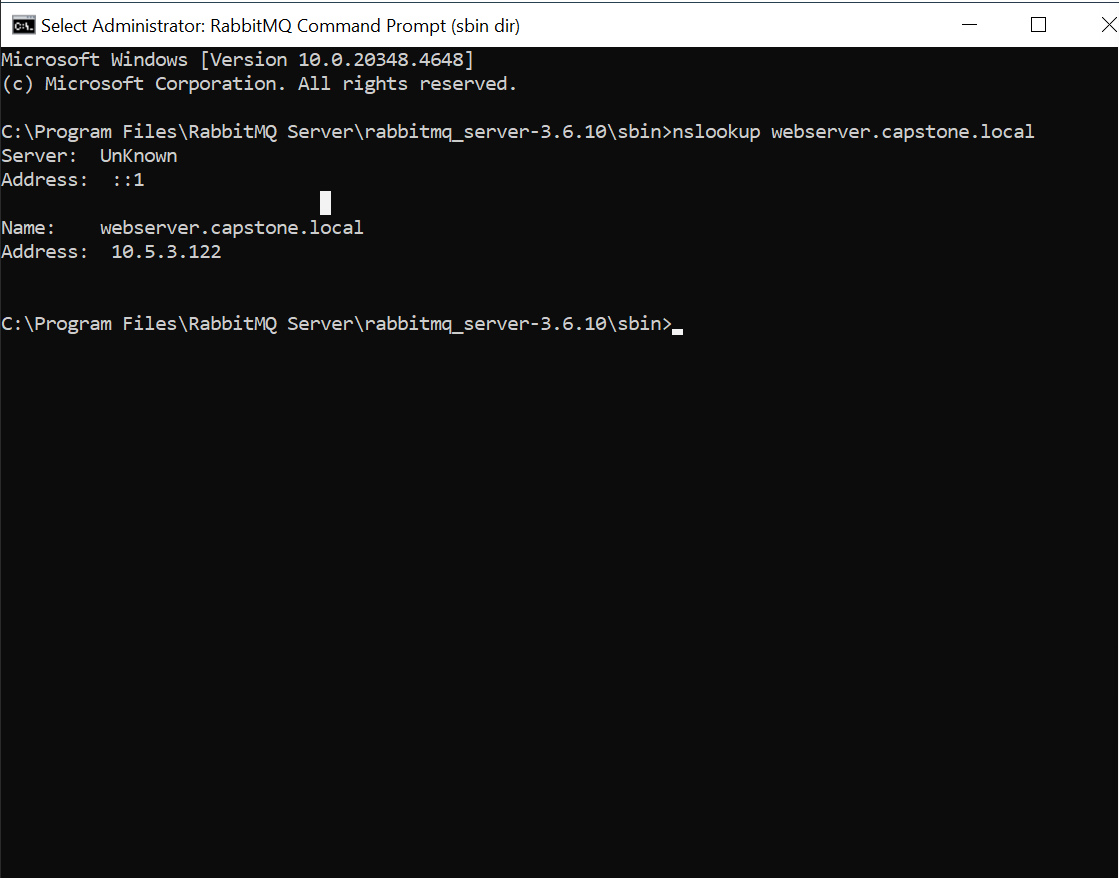 Select Administrator: RabbitMQ Command Prompt (sbin dir)
Microsoft Windows [Version 10.0.20348.4648]
(c) Microsoft Corporation. All rights reserved.
C:\Program Files\RabbitMQ Server\rabbitmq_server-3.6.10\sbin>nslookup webserver.capstone.local
Server:  UnKnown
Address:  ::1
Name:    webserver.capstone.local
Address:  10.5.3.122
C:\Program Files\RabbitMQ Server\rabbitmq_server-3.6.10\sbin>